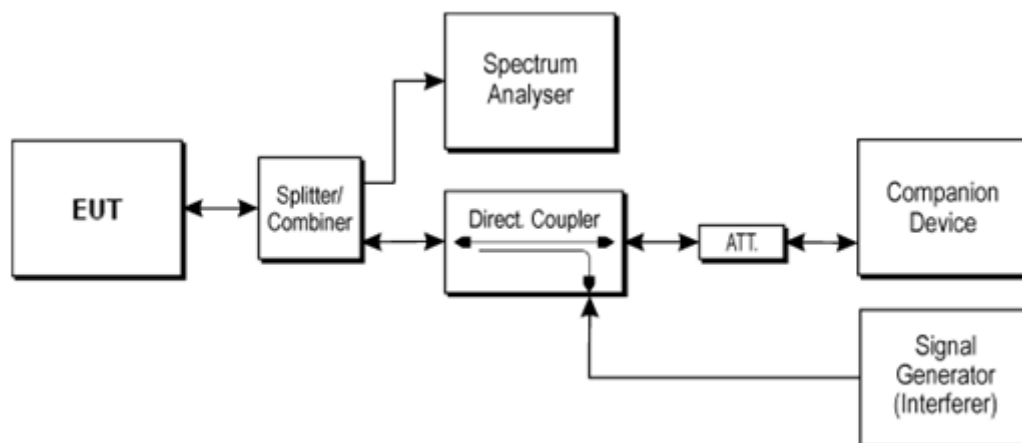 Spectrum
Analyser
EUT
Splitter/
Combiner
Direct. Coupler
ATT.
Companion
Device
Signal
Generator
(Interferer)